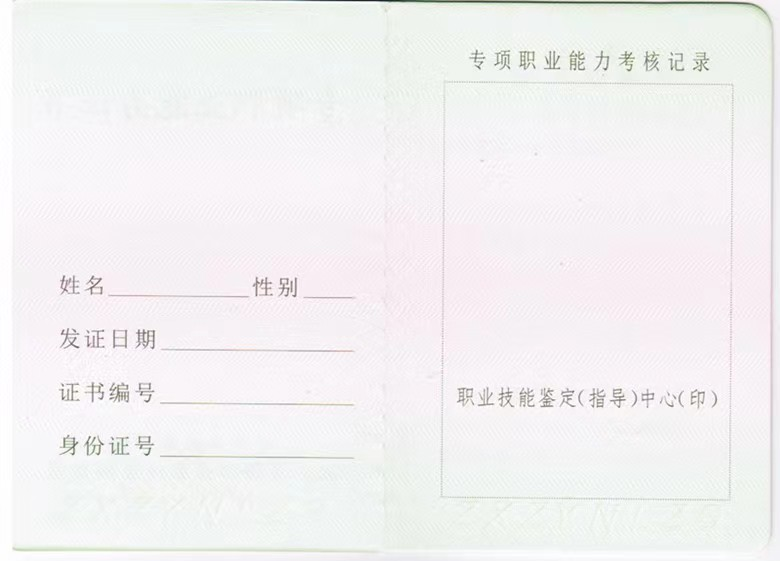 专项职业能力考核记录
姓名 性别
发证日期
证书编号
身份证号
职业技能鉴定(指导)中心(印)